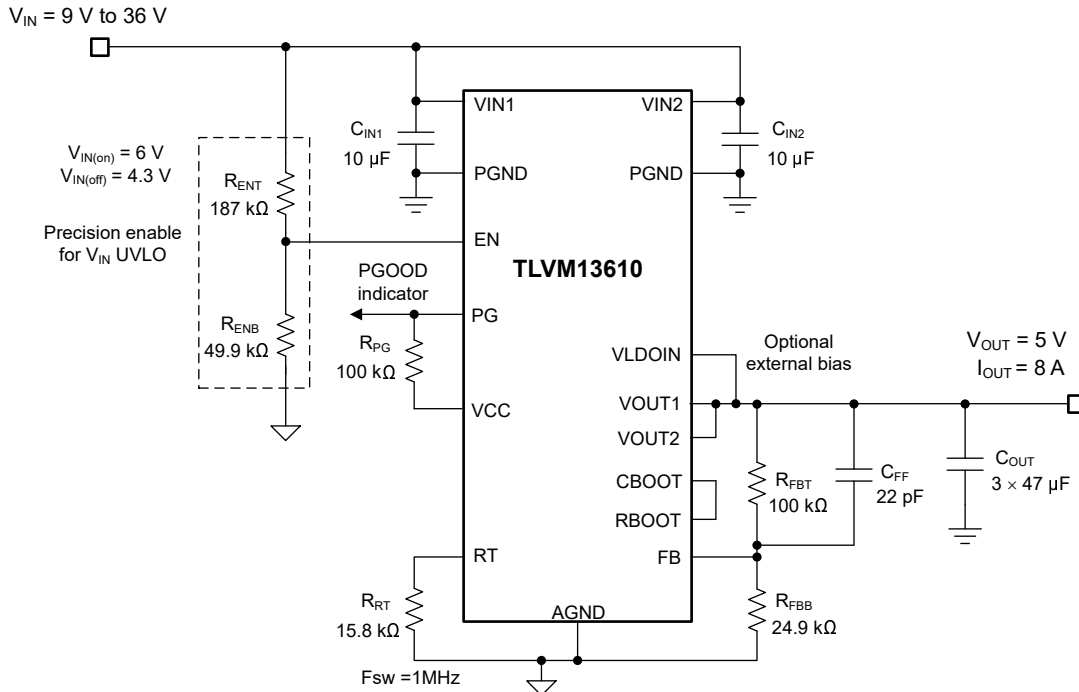 V_IN = 9 V to 36 V
VIN1
VIN2
C_IN1
10 µF
C_IN2
10 µF
V_IN(on) = 6 V
V_IN(off) = 4.3 V
PGND
PGND
R_ENT
187 kΩ
Precision enable
for V_IN UVLO
EN
TLVM13610
PGOOD
indicator
PG
R_ENB
49.9 kΩ
R_PG
100 kΩ
VLDOIN
Optional
external bias
V_OUT = 5 V
I_OUT = 8 A
VCC
VOUT1
VOUT2
CBOOT
RBOOT
R_FBT
100 kΩ
C_FF
22 pF
C_OUT
3 × 47 µF
RT
FB
R_RT
15.8 kΩ
AGND
R_FBB
24.9 kΩ
Fsw =1MHz